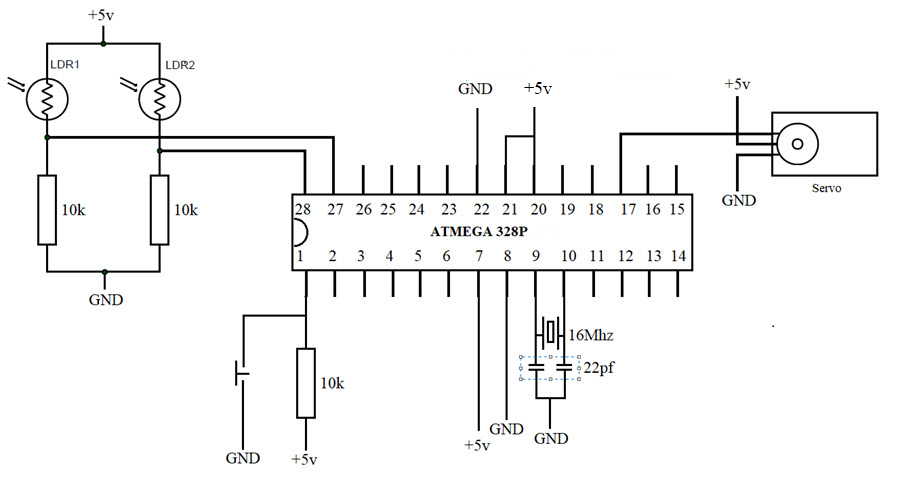 +5v
LDR1
LDR2
10k
10k
GND
GND
+5v
+5v
GND
Servo
28 27 26 25 24 23 22 21 20 19 18 17 16 15
ATMEGA 328P
1 2 3 4 5 6 7 8 9 10 11 12 13 14
16Mhz
22pf
10k
GND
+5v
+5v
GND
GND